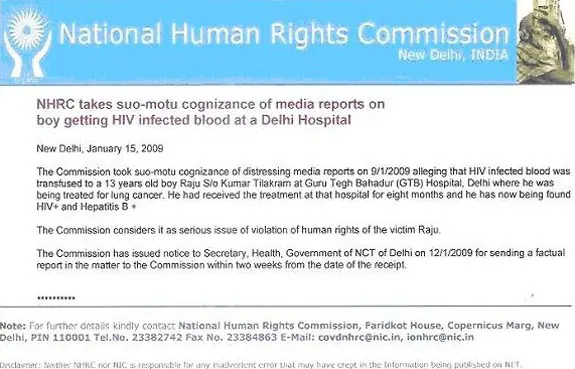 National Human Rights Commission
New Delhi, INDIA
NHRC takes suo-motu cognizance of media reports on
boy getting HIV infected blood at a Delhi Hospital
New Delhi, January 15, 2009
The Commission took suo-motu cognizance of distressing media reports on 9/1/2009 alleging that HIV infected blood was
transfused to a 13 years old boy Raju S/o Kumar Tilakram at Guru Tegh Bahadur (GTB) Hospital, Delhi where he was
being treated for lung cancer. He had received the treatment at that hospital for eight months and he has now being found
HIV+ and Hepatitis B +
The Commission considers it as serious issue of violation of human rights of the victim Raju.
The Commission has issued notice to Secretary, Health, Government of NCT of Delhi on 12/1/2009 for sending a factual
report in the matter to the Commission within two weeks from the date of the receipt.
**********
Note: For further details kindly contact National Human Rights Commission, Faridkot House, Copernicus Marg, New
Delhi, PIN 110001 Tel.No. 23382742 Fax No. 23384863 E-Mail: covdnhrc@nic.in, ionhrc@nic.in
Disclaimer: Neither NHRC nor NIC is responsible for any inadvertent error that may have crept in the Information being published on NET.